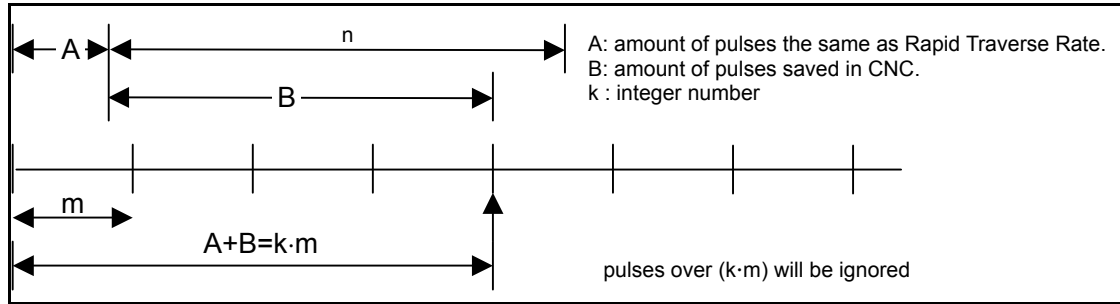 A
n
A: amount of pulses the same as Rapid Traverse Rate.
B: amount of pulses saved in CNC.
k : integer number
B
m
A+B=k·m
pulses over (k·m) will be ignored